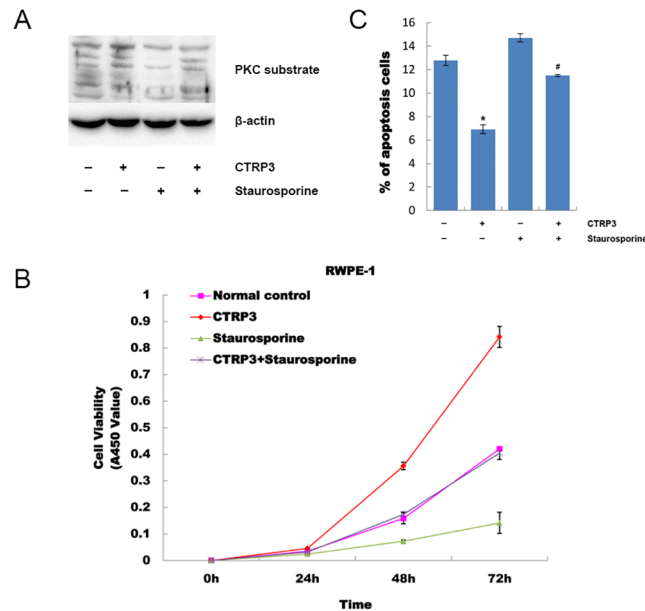 A
PKC substrate
β-actin
– + – + CTRP3
– – + + Staurosporine
C
% of apoptosis cells
16
14
12
10
8
6
4
2
0
*
#
– + – + CTRP3
– – + + Staurosporine
B
RWPE-1
Normal control
CTRP3
Staurosporine
CTRP3+Staurosporine
Cell Viability
(A450 Value)
1
0.9
0.8
0.7
0.6
0.5
0.4
0.3
0.2
0.1
0
0h 24h 48h 72h
Time